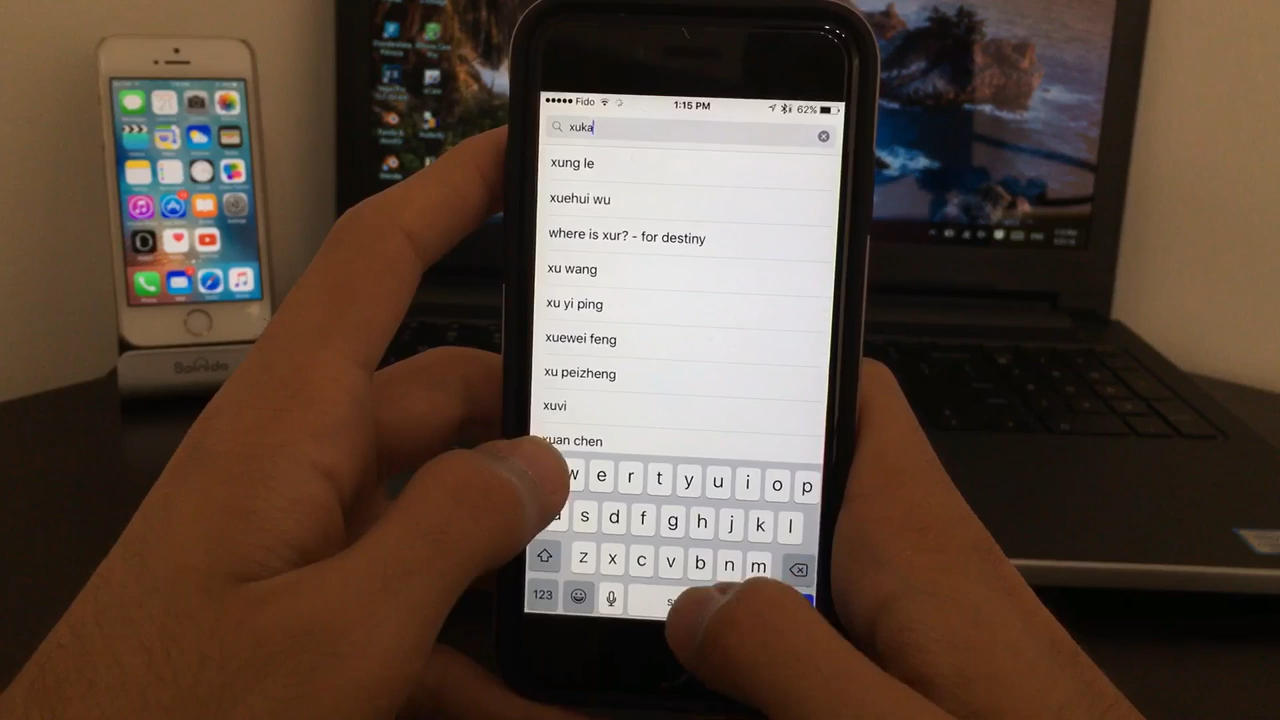 Fido 1:15 PM 62%
xuka
xung le
xuehui wu
where is xur? - for destiny
xu wang
xu yi ping
xuewei feng
xu peizheng
xuvi
xuan chen
w e r t y u i o p
a s d f g h j k l
z x c v b n m
123